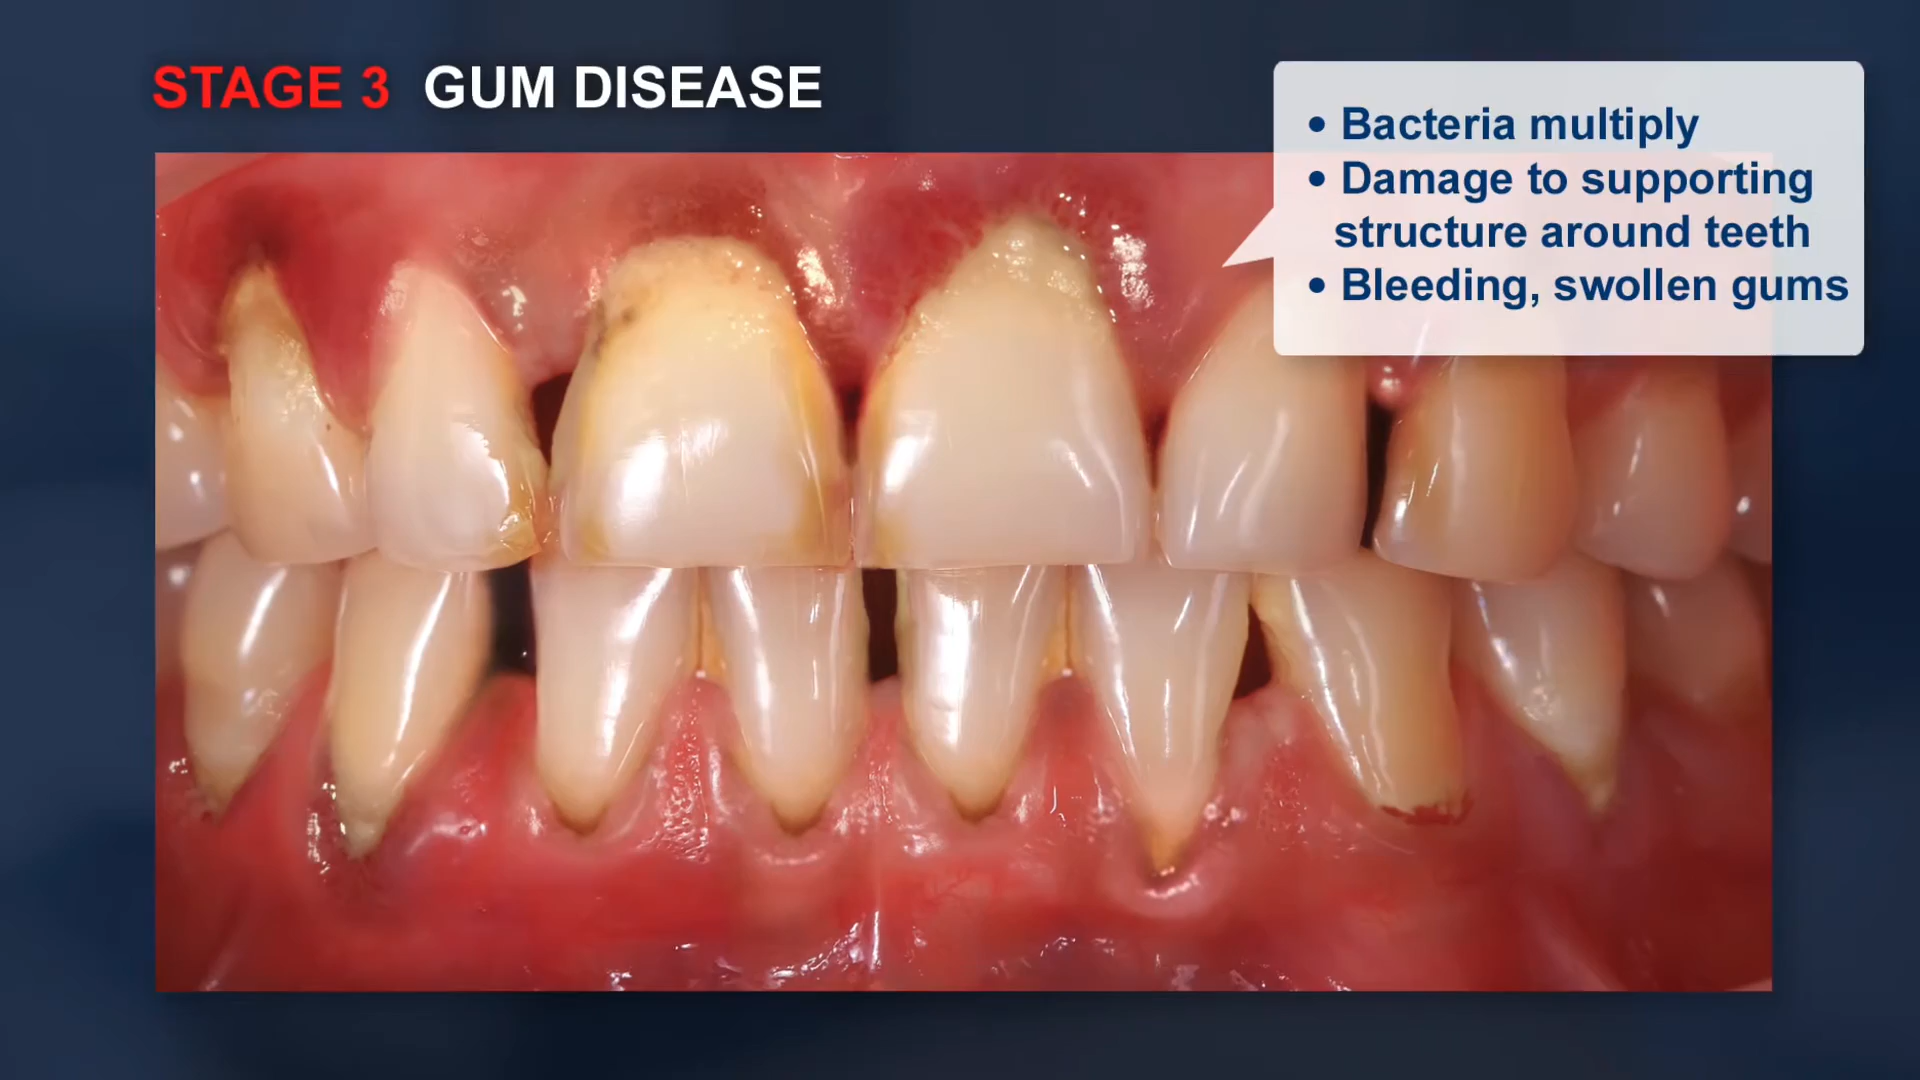 STAGE 3 GUM DISEASE
• Bacteria multiply
• Damage to supporting
structure around teeth
• Bleeding, swollen gums